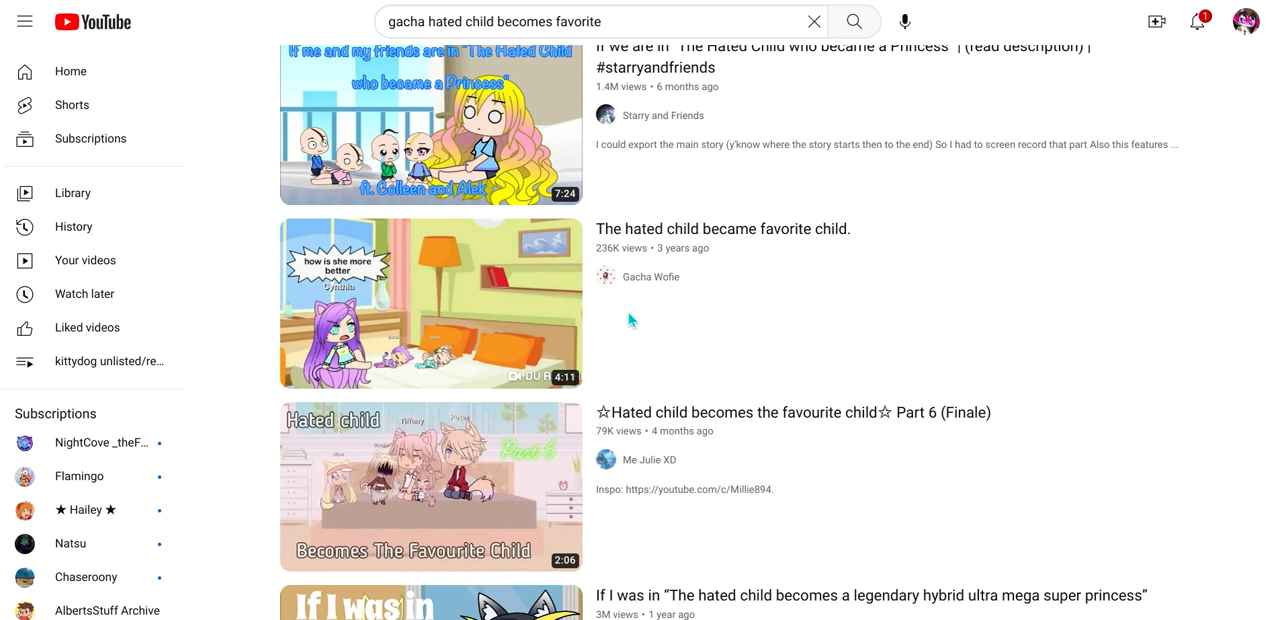 YouTube
gacha hated child becomes favorite
1
Home
Shorts
Subscriptions
Library
History
Your videos
Watch later
Liked videos
kittydog unlisted/re...
Subscriptions
NightCove _theF...
Flamingo
★ Hailey ★
Natsu
Chaseroony
AlbertsStuff Archive
If me and my friends are in "The Hated Child
who became a Princess"
ft. Colleen and Alek
7:24
If we are in "The Hated Child who became a Princess" | (read description) |
#starryandfriends
1.4M views • 6 months ago
Starry and Friends
I could export the main story (y'know where the story starts then to the end) So I had to screen record that part Also this features ...
how is she more
better
Cynthia
DU R
4:11
The hated child became favorite child.
236K views • 3 years ago
Gacha Wofie
Hated child
Tiffany
Peter
Part 6
Becomes The Favourite Child
2:06
☆Hated child becomes the favourite child☆ Part 6 (Finale)
79K views • 4 months ago
Me Julie XD
Inspo: https://youtube.com/c/Millie894.
If I was in
If I was in “The hated child becomes a legendary hybrid ultra mega super princess”
3M views • 1 year ago